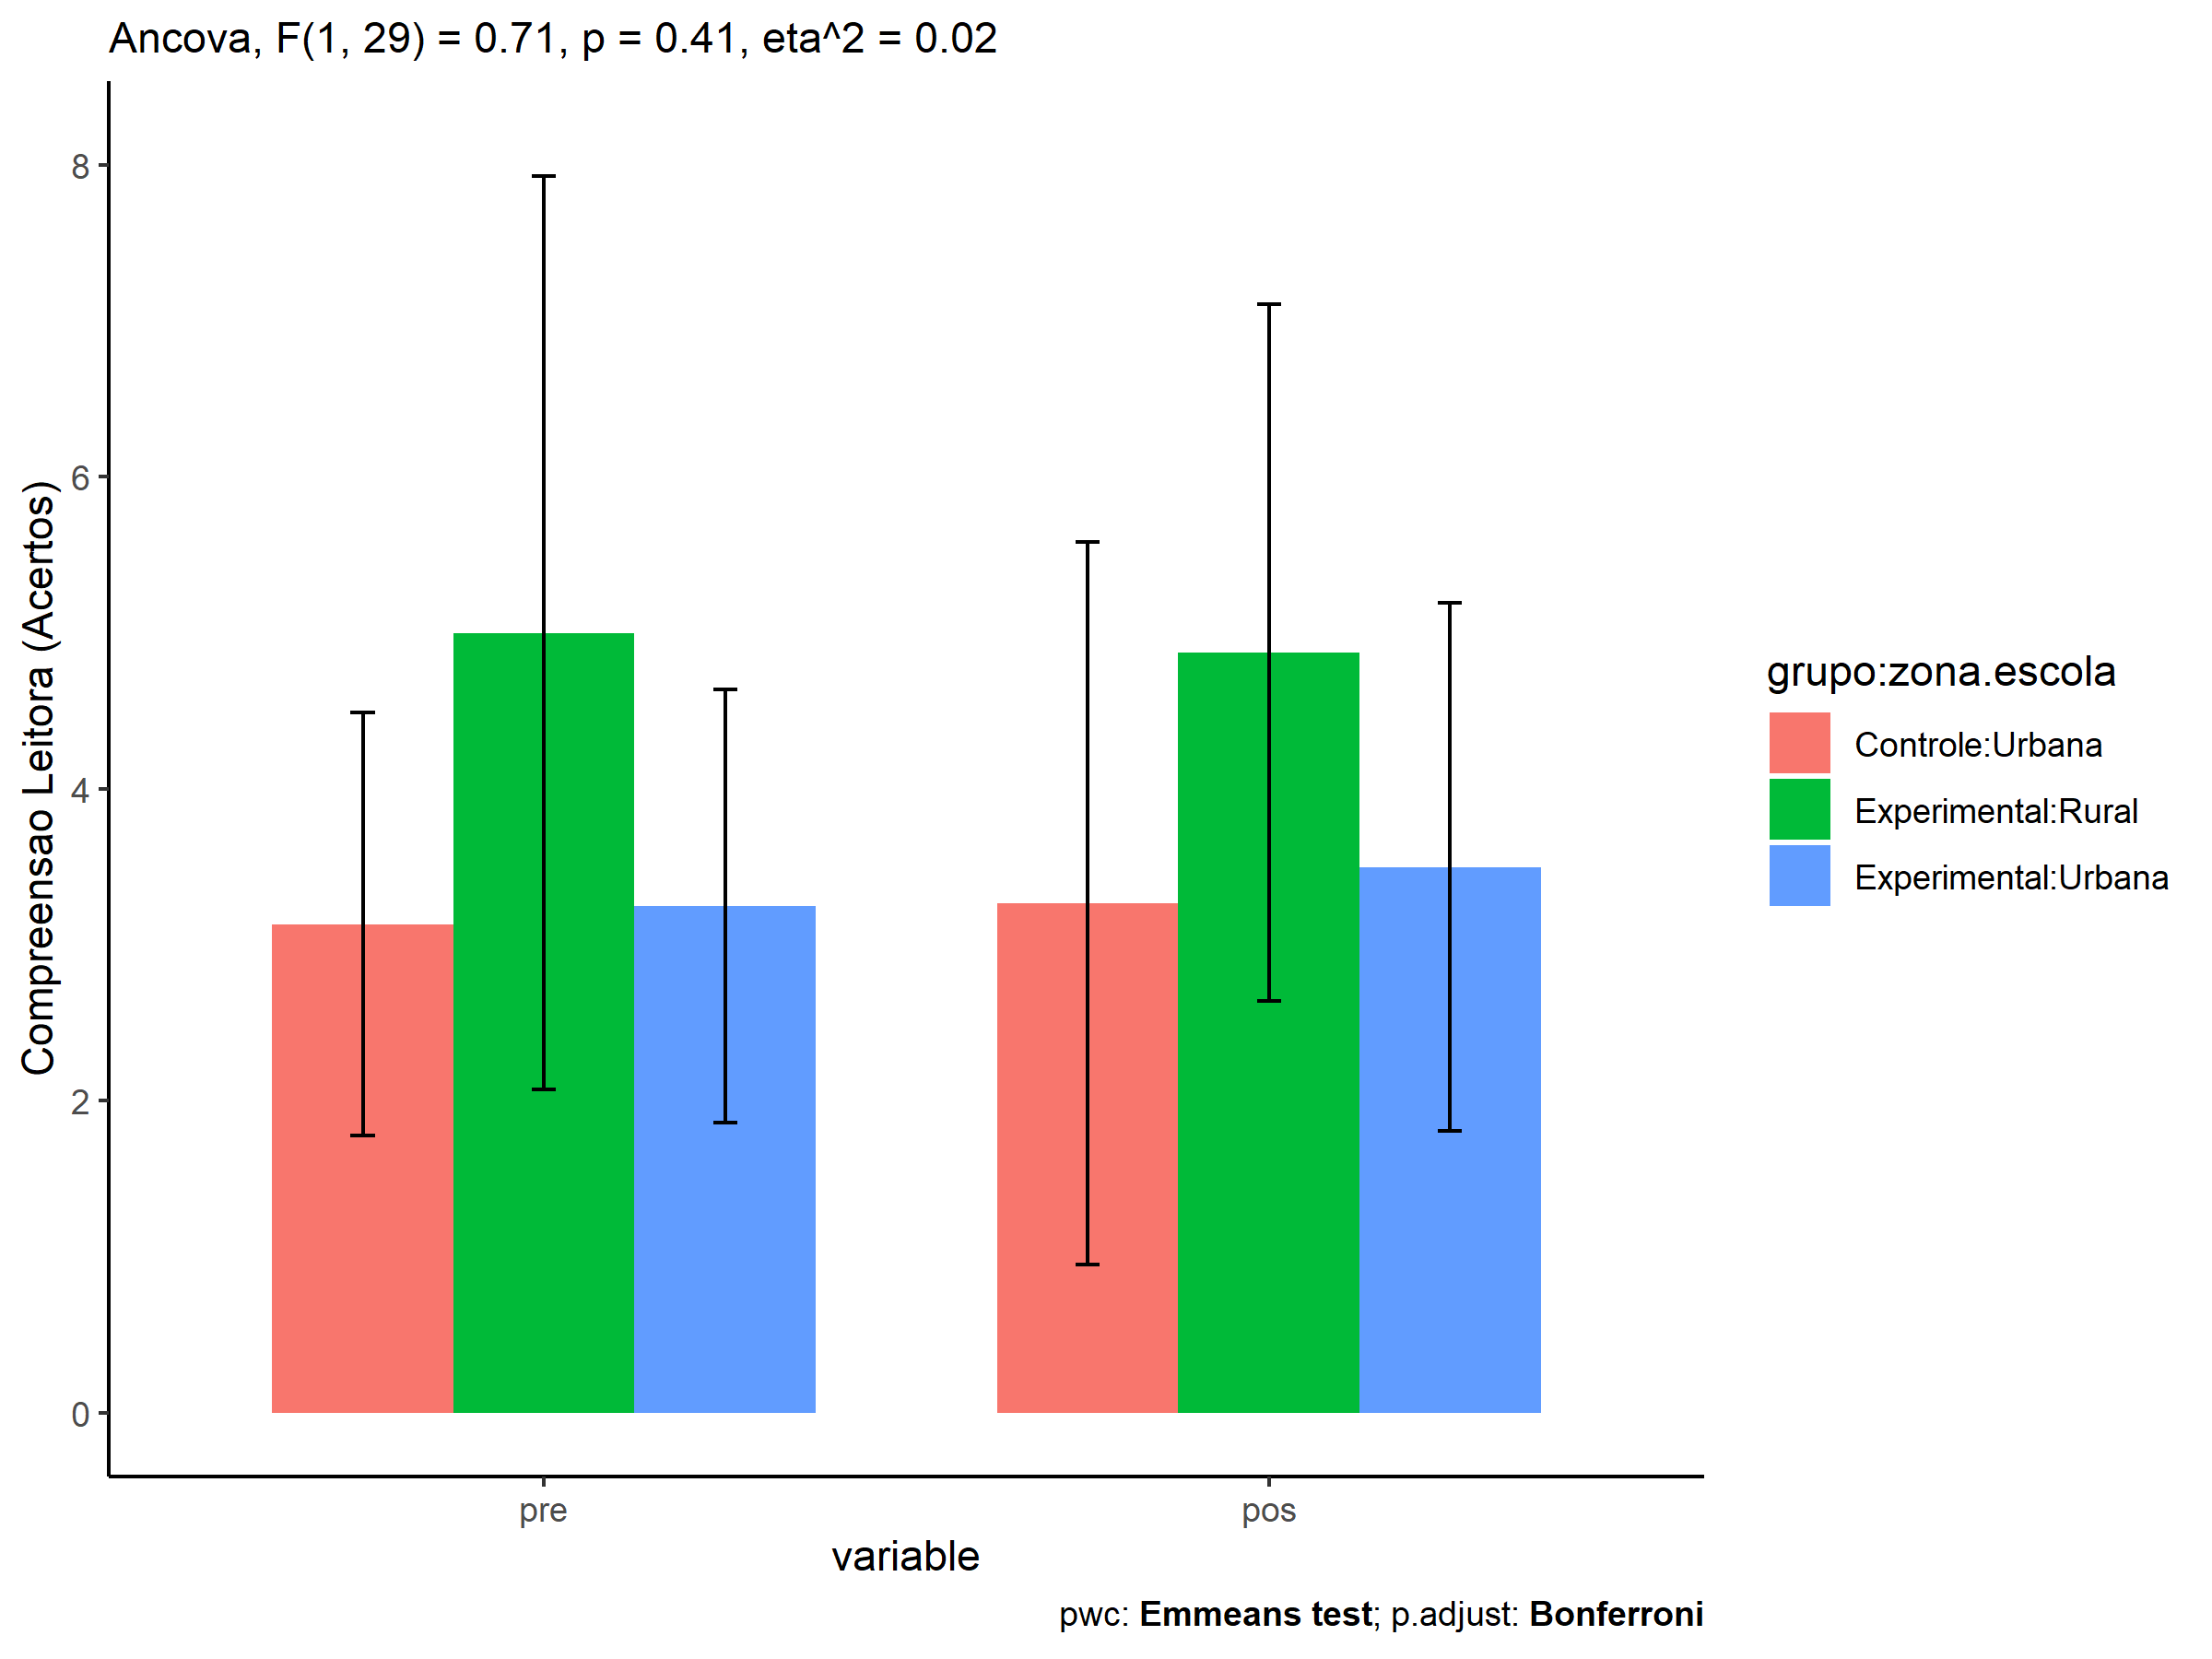 Ancova, F(1, 29) = 0.71, p = 0.41, eta^2 = 0.02
Compreensao Leitora (Acertos)
8
6
4
2
0
pre
pos
variable
grupo:zona.escola
Controle:Urbana
Experimental:Rural
Experimental:Urbana
pwc: Emmeans test; p.adjust: Bonferroni